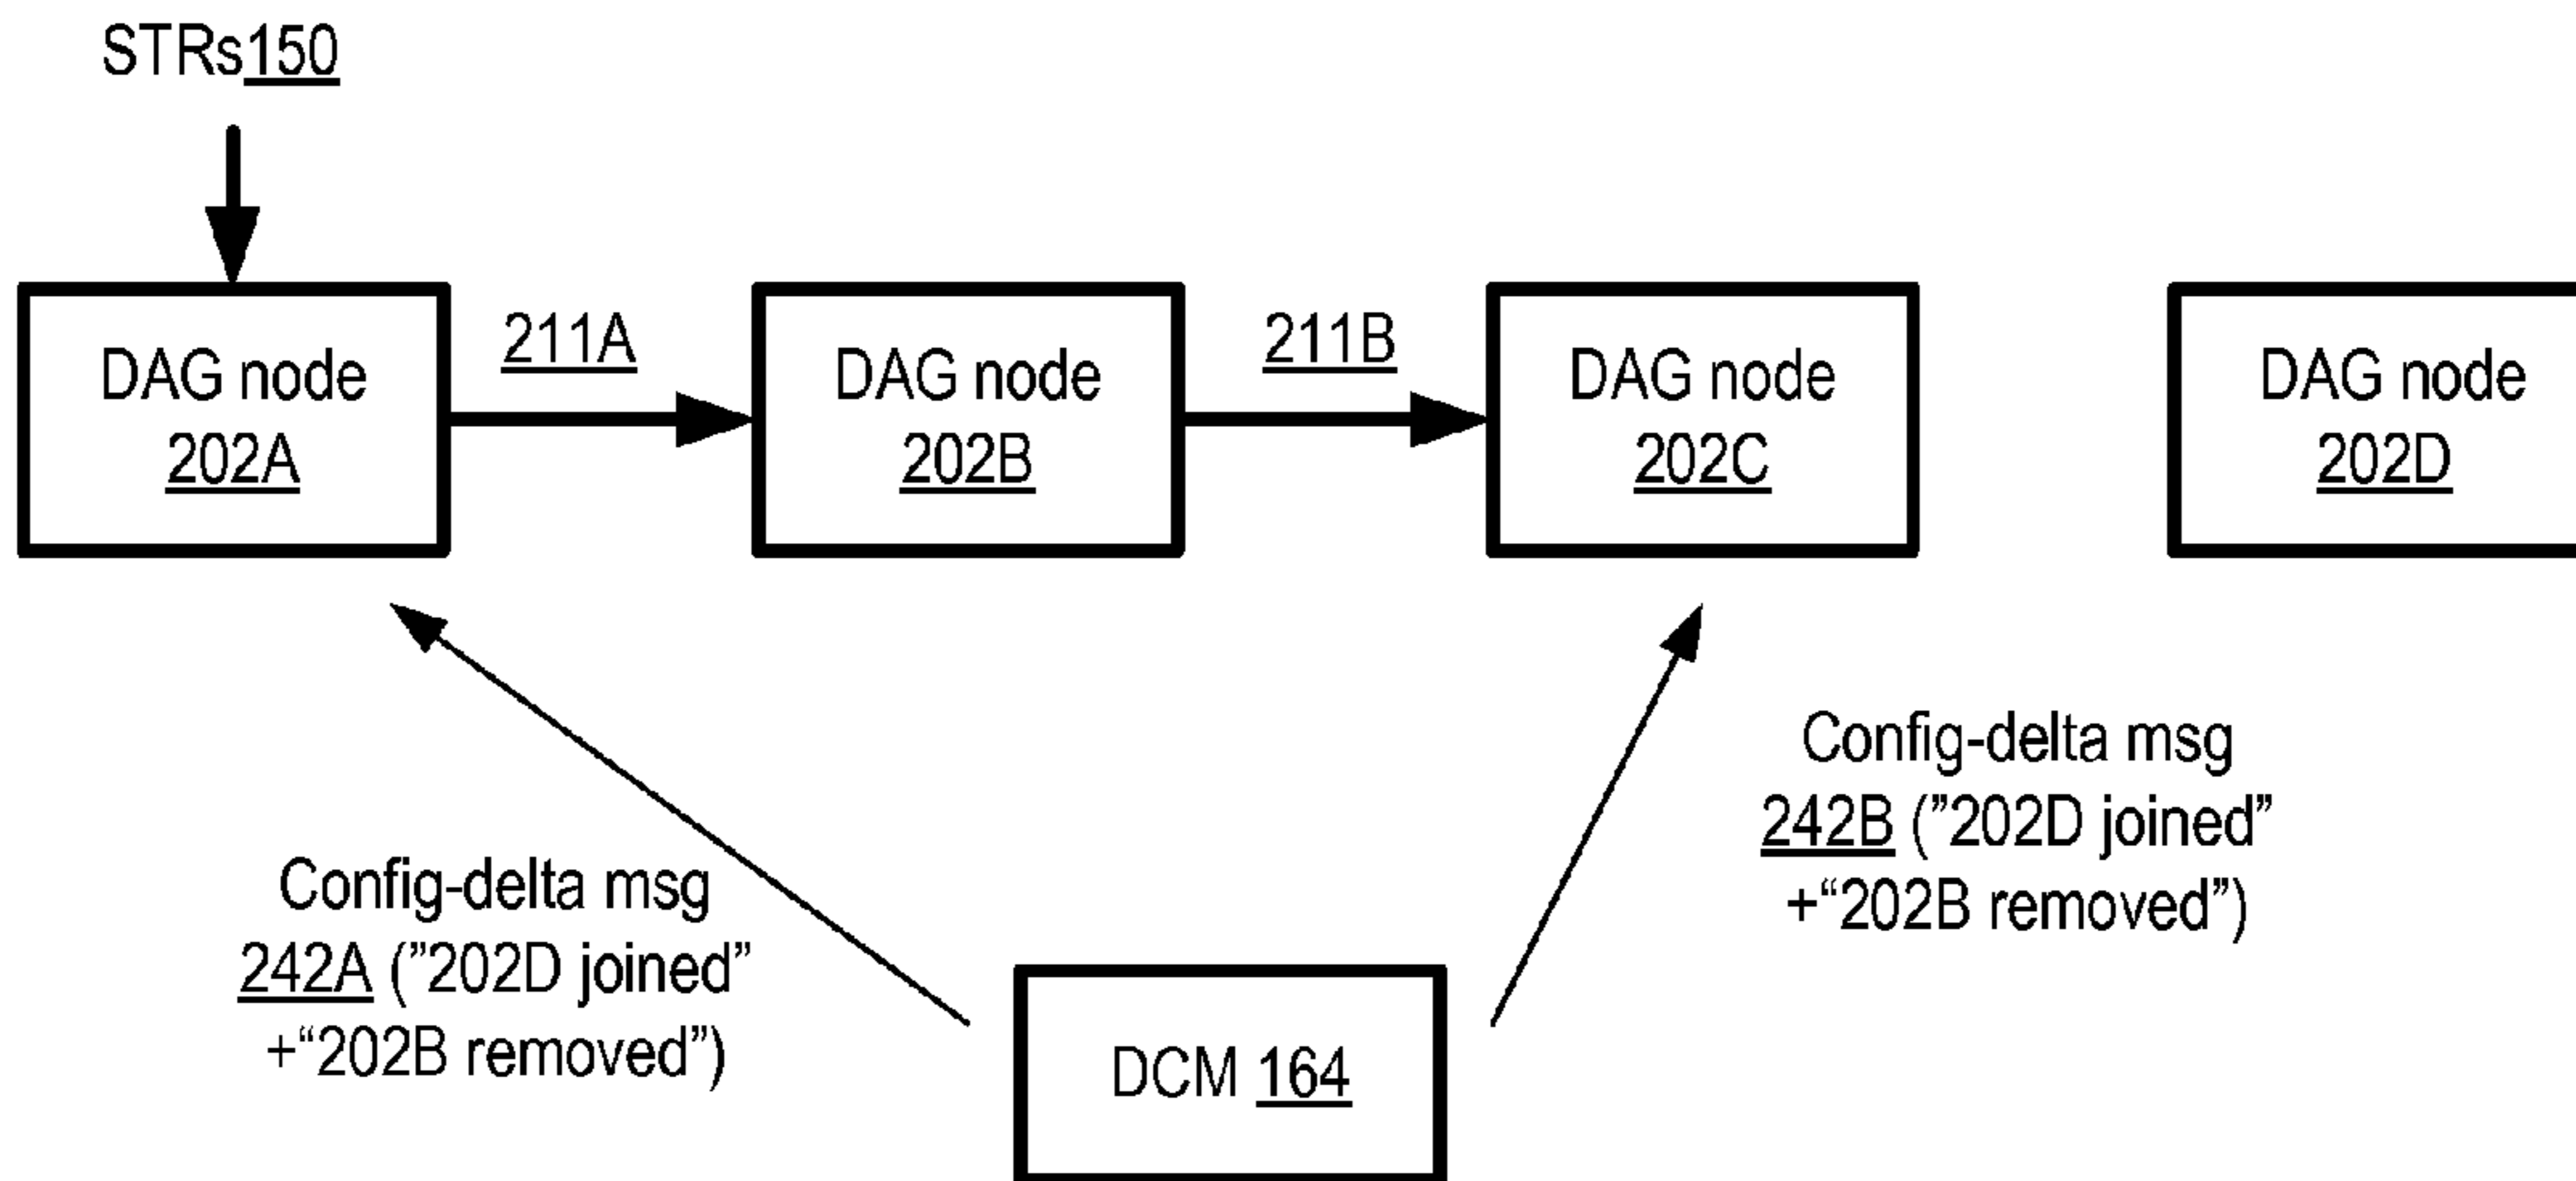 STRs150
211A
211B
DAG node
202A
DAG node
202B
DAG node
202C
DAG node
202D
Config-delta msg
242B (”202D joined”
+“202B removed”)
Config-delta msg
242A (”202D joined”
+“202B removed”)
DCM 164